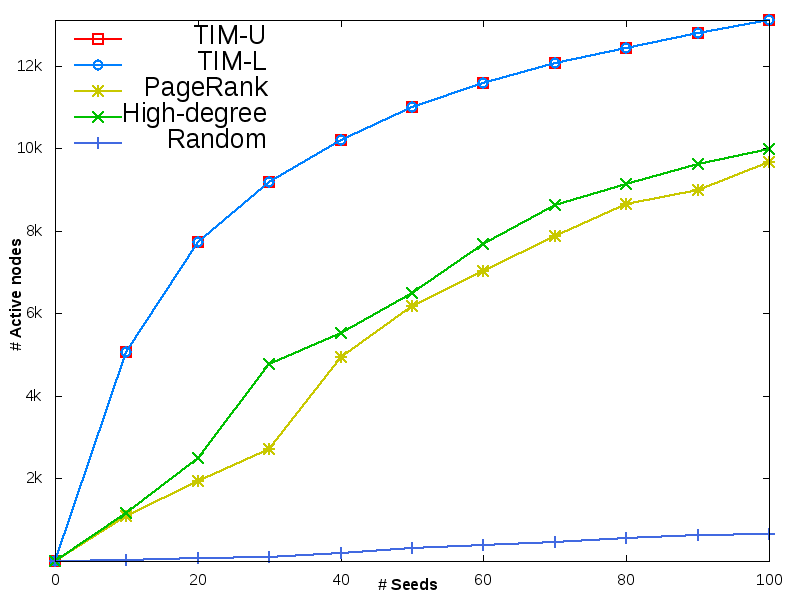 TIM-U
TIM-L
PageRank
High-degree
Random
12k
10k
8k
6k
4k
2k
# Active nodes
0
20
40
60
80
100
# Seeds